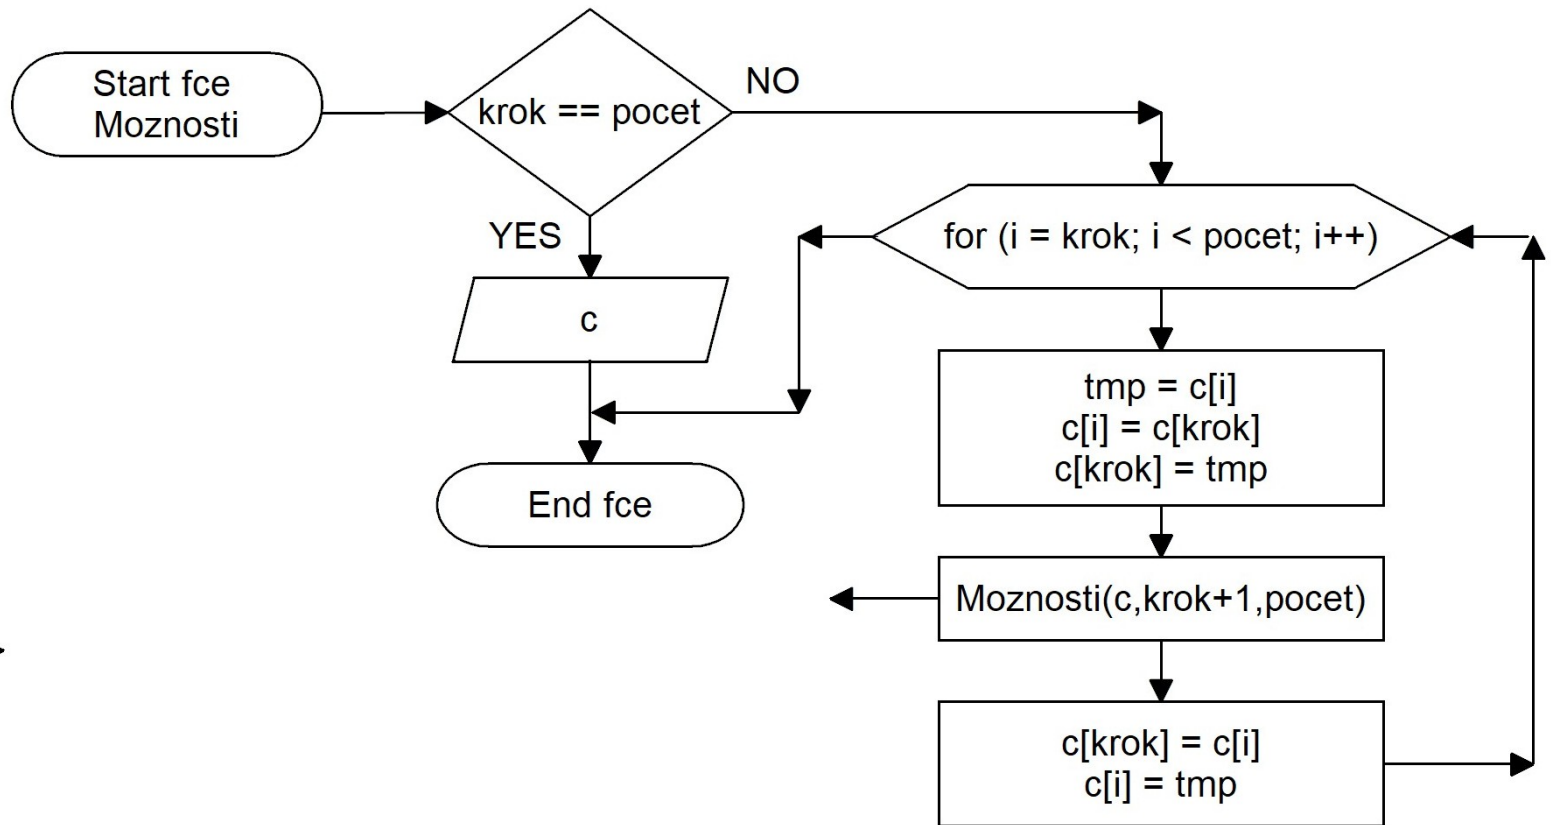 Start fce
Moznosti
krok == pocet
NO
YES
c
End fce
for (i = krok; i < pocet; i++)
tmp = c[i]
c[i] = c[krok]
c[krok] = tmp
Moznosti(c,krok+1,pocet)
c[krok] = c[i]
c[i] = tmp